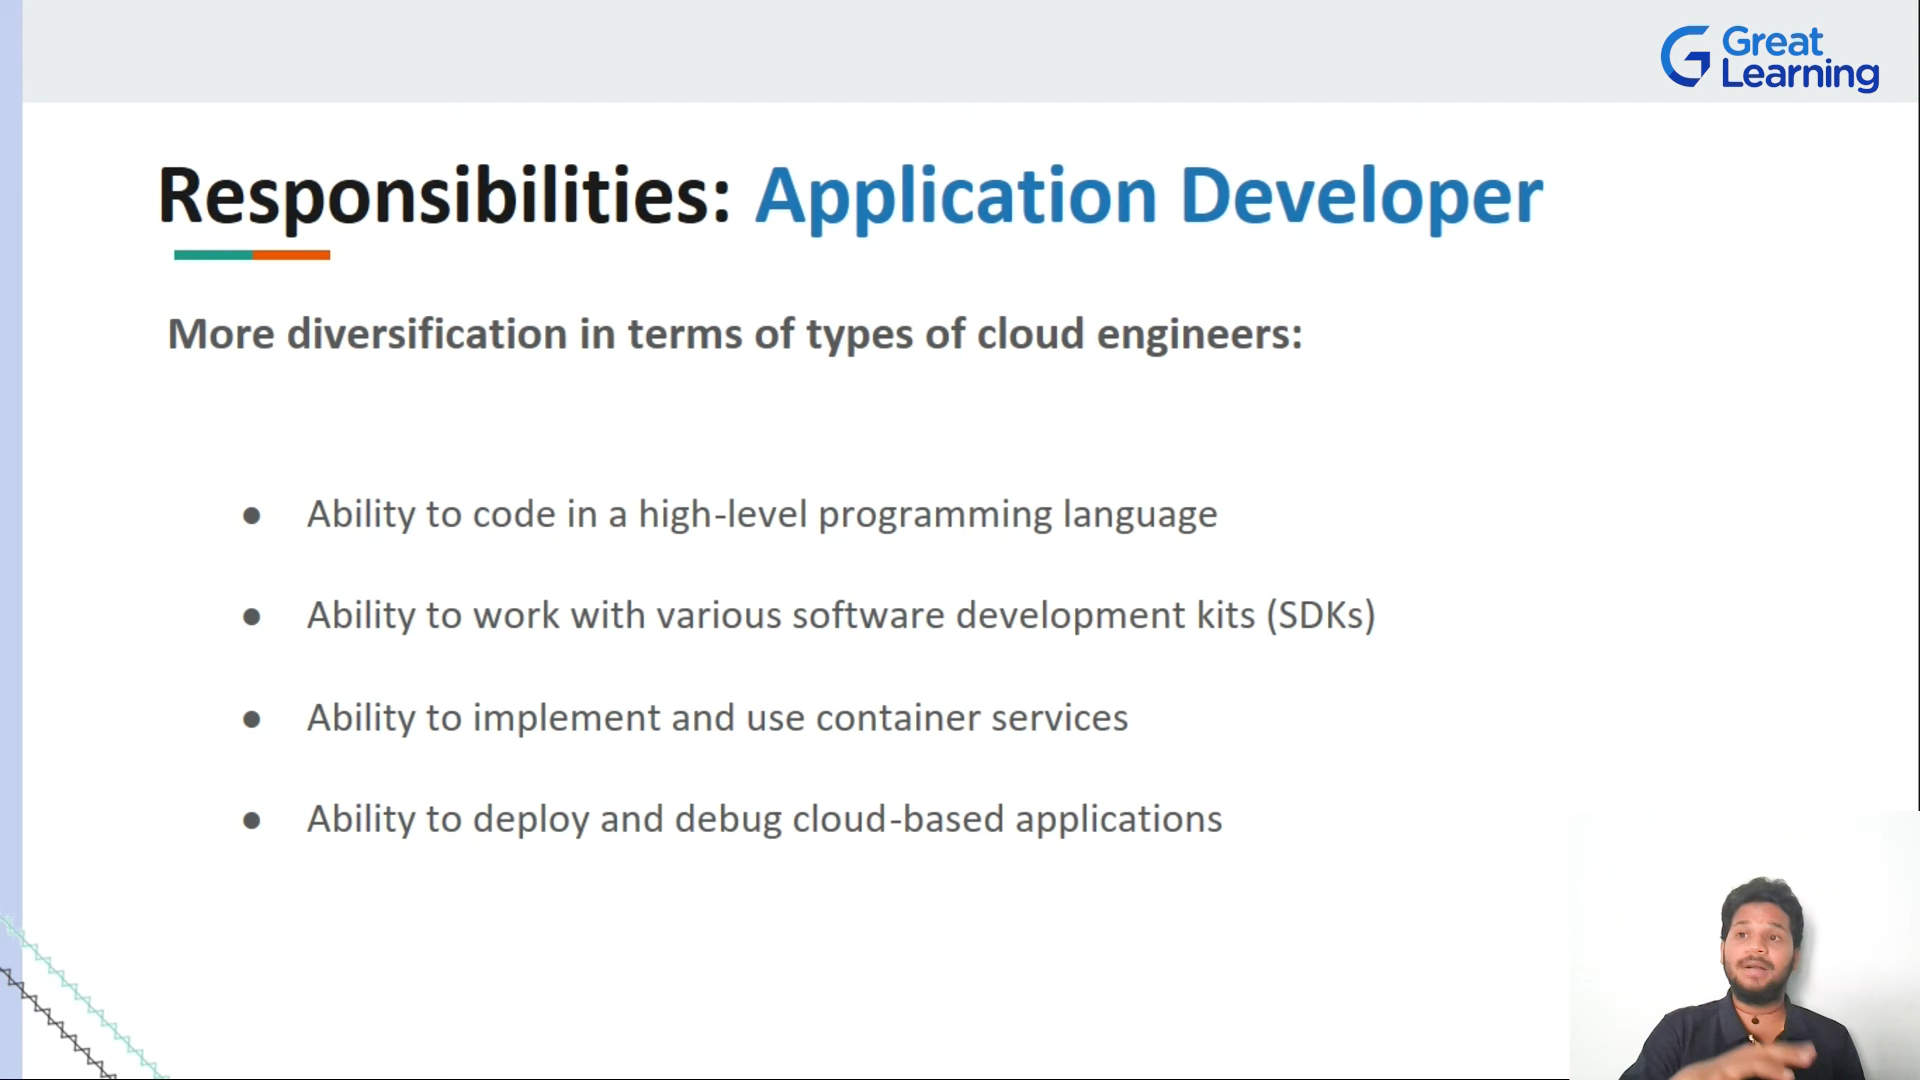 Great
Learning
Responsibilities: Application Developer
More diversification in terms of types of cloud engineers:
● Ability to code in a high-level programming language
● Ability to work with various software development kits (SDKs)
● Ability to implement and use container services
● Ability to deploy and debug cloud-based applications